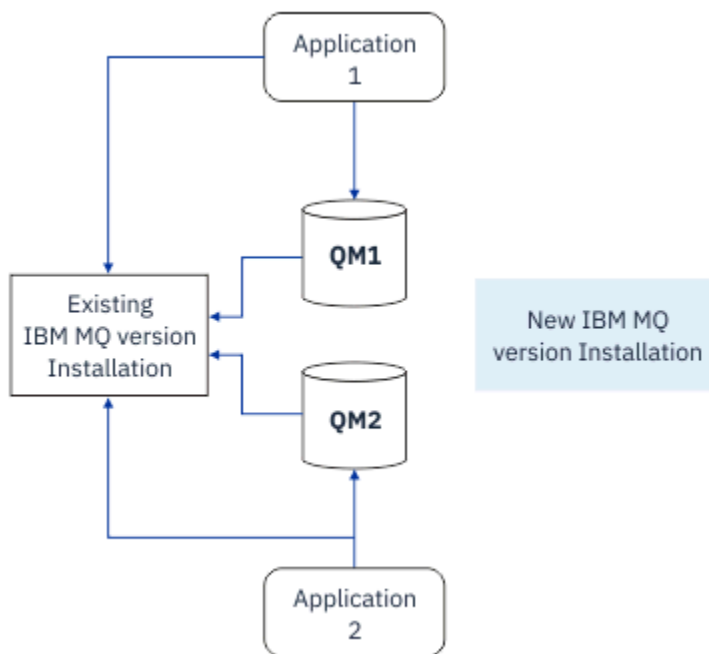 Application
1
QM1
Existing
IBM MQ version
Installation
New IBM MQ
version Installation
QM2
Application
2